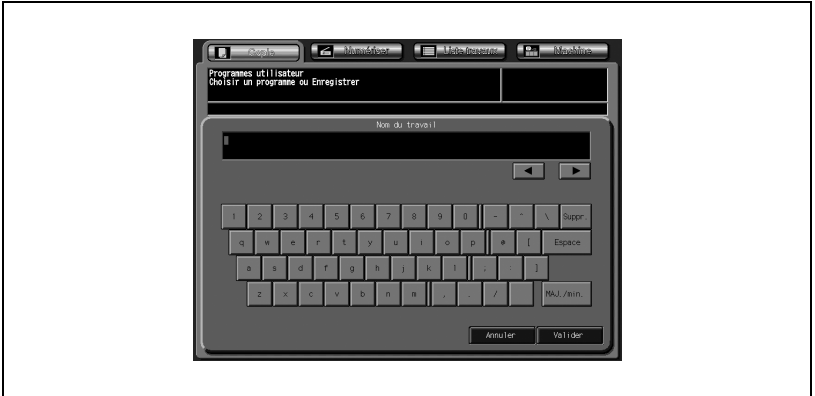 Copie Numériser Liste travaux Machine
Programmes utilisateur
Choisir un programme ou Enregistrer
Nom du travail
1 2 3 4 5 6 7 8 9 0 - ^ \ Suppr.
q w e r t y u i o p @ [ Espace
a s d f g h j k l ; : ]
z x c v b n m , . / MAJ./min.
Annuler Valider